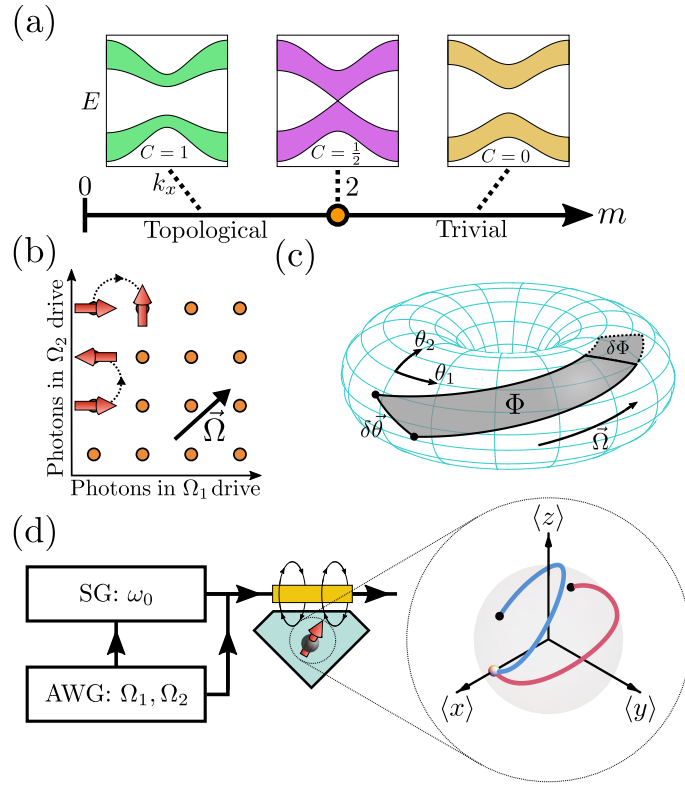 (a)
E
C = 1
C = 1/2
C = 0
k_x
0
2
m
Topological
Trivial
(b)
Photons in Ω₂ drive
Ω⃗
Photons in Ω₁ drive
(c)
θ₂
θ₁
δΦ
Φ
δθ⃗
Ω⃗
(d)
SG: ω₀
AWG: Ω₁, Ω₂
⟨z⟩
⟨x⟩
⟨y⟩